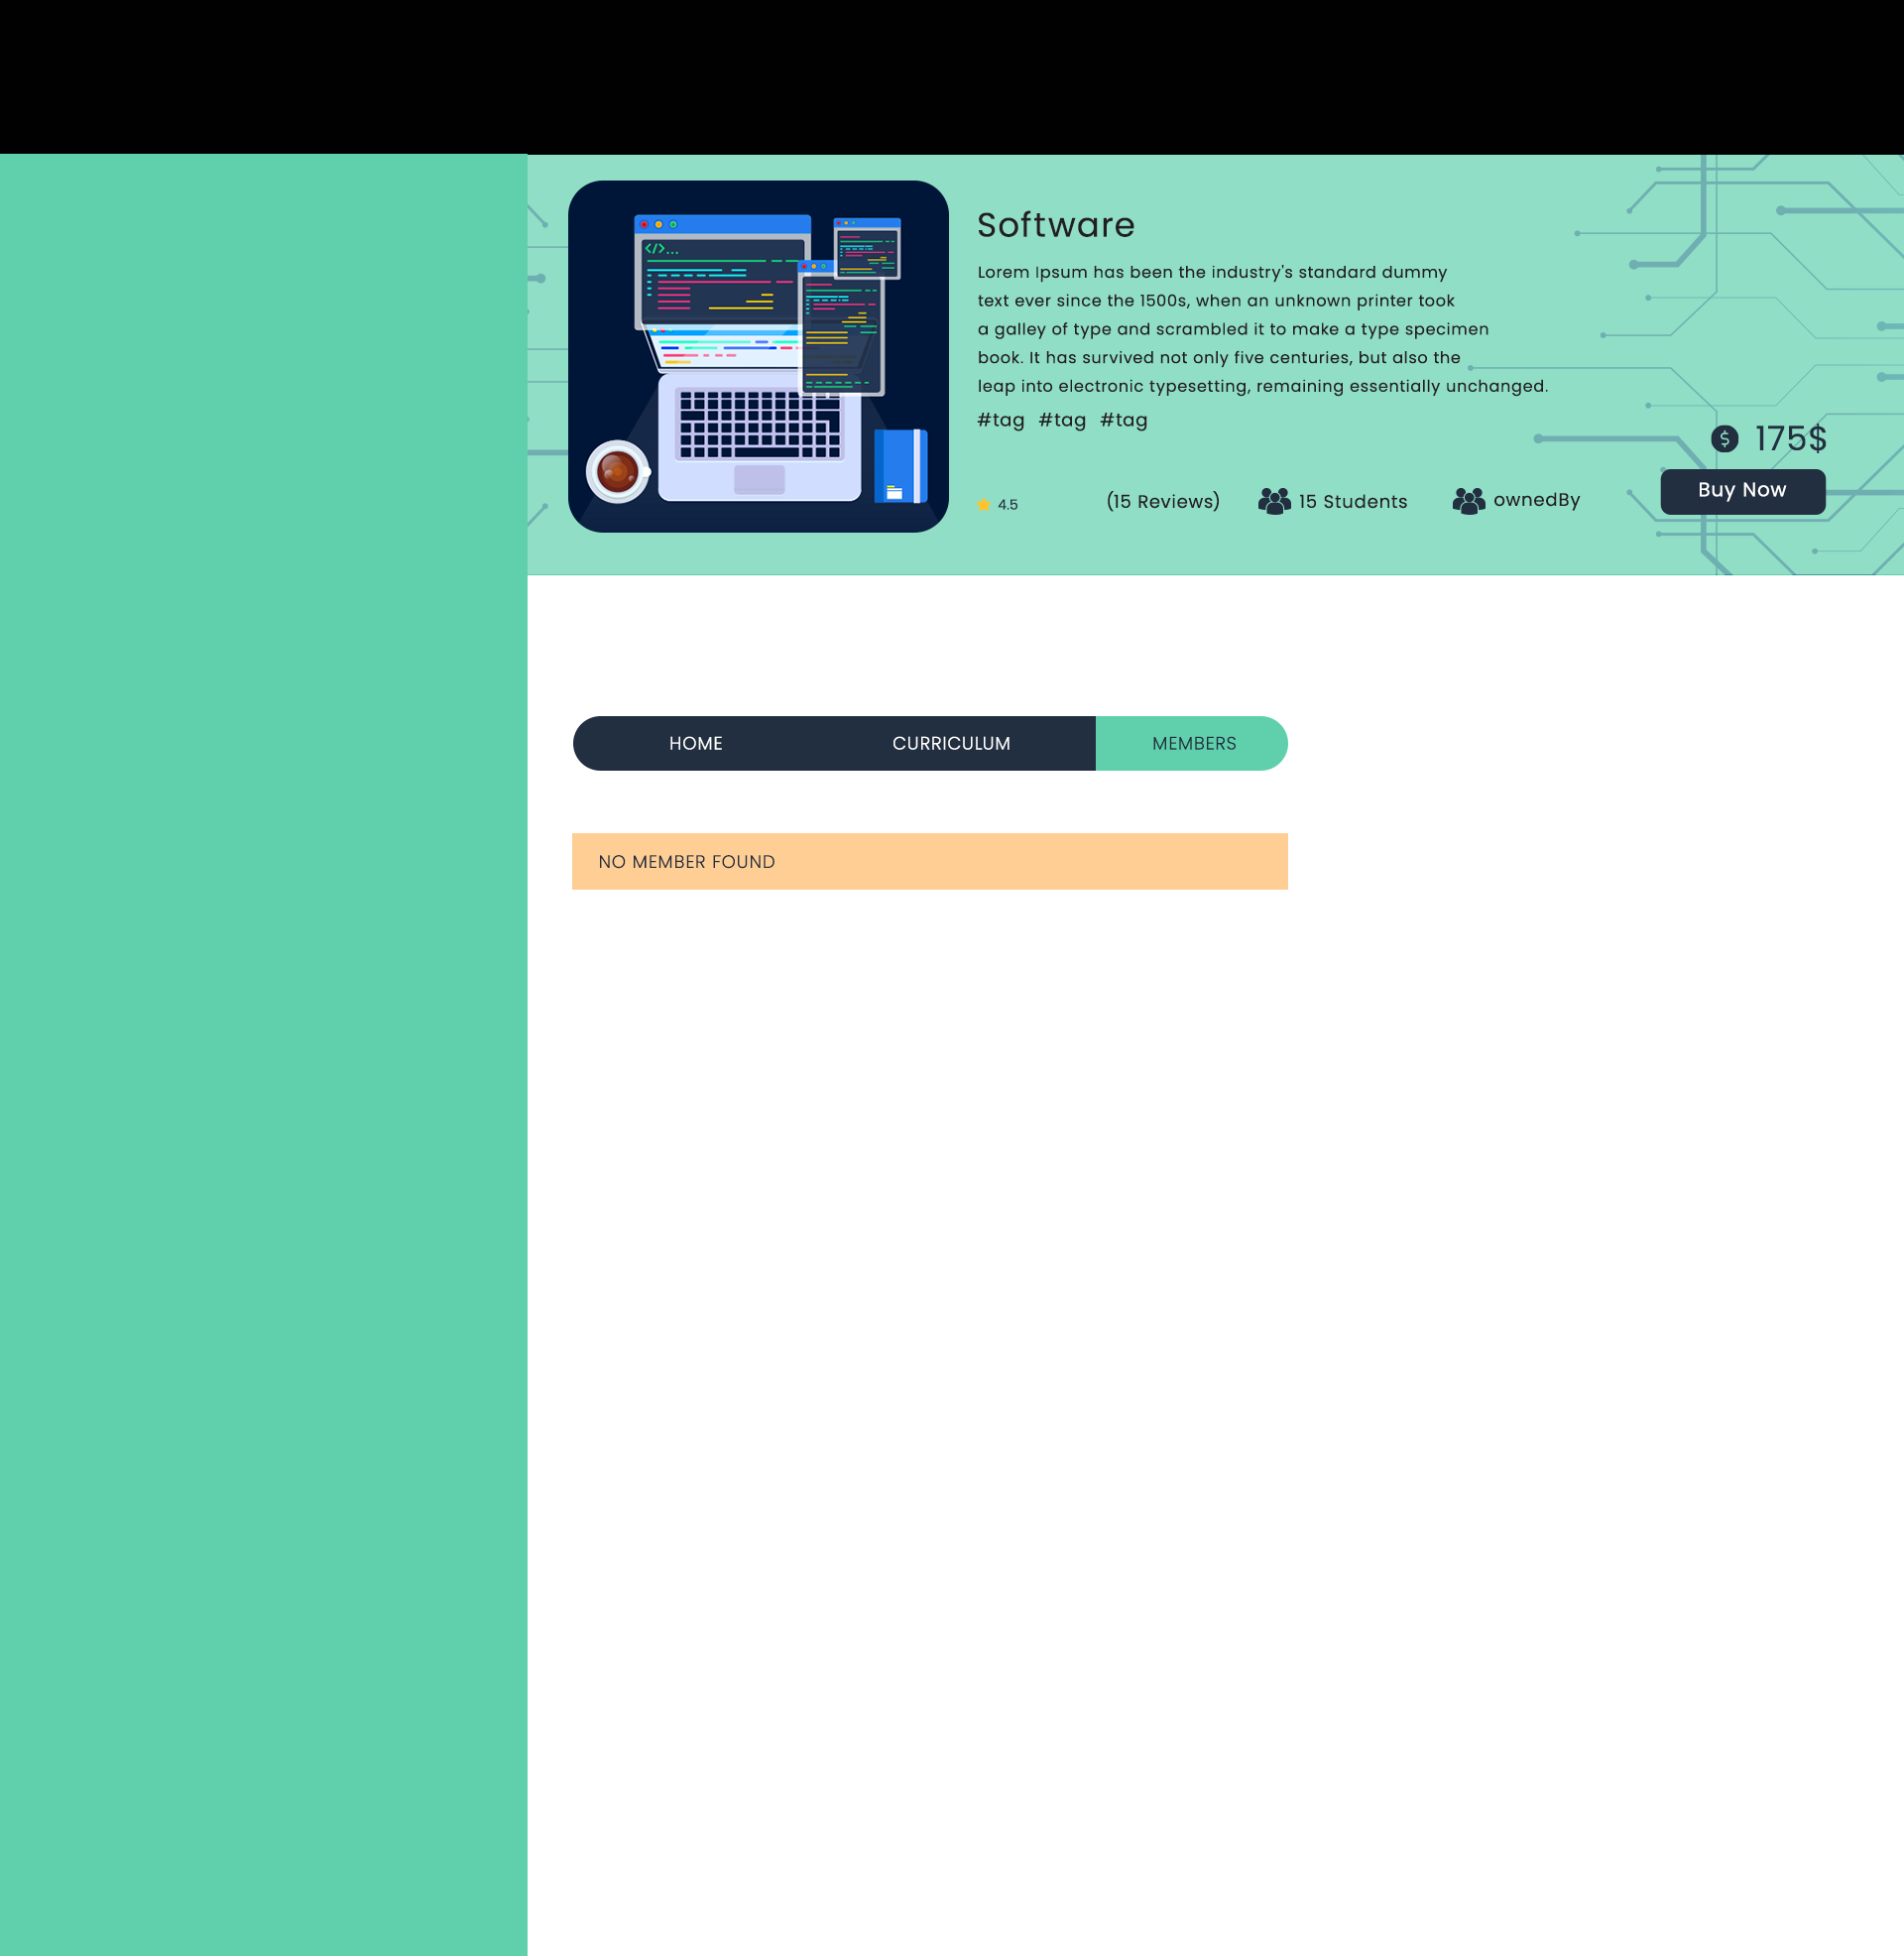 </>...
Software
Lorem Ipsum has been the industry's standard dummy
text ever since the 1500s, when an unknown printer took
a galley of type and scrambled it to make a type specimen
book. It has survived not only five centuries, but also the
leap into electronic typesetting, remaining essentially unchanged.
#tag #tag #tag
175$
4.5 (15 Reviews) 15 Students ownedBy Buy Now
HOME CURRICULUM MEMBERS
NO MEMBER FOUND